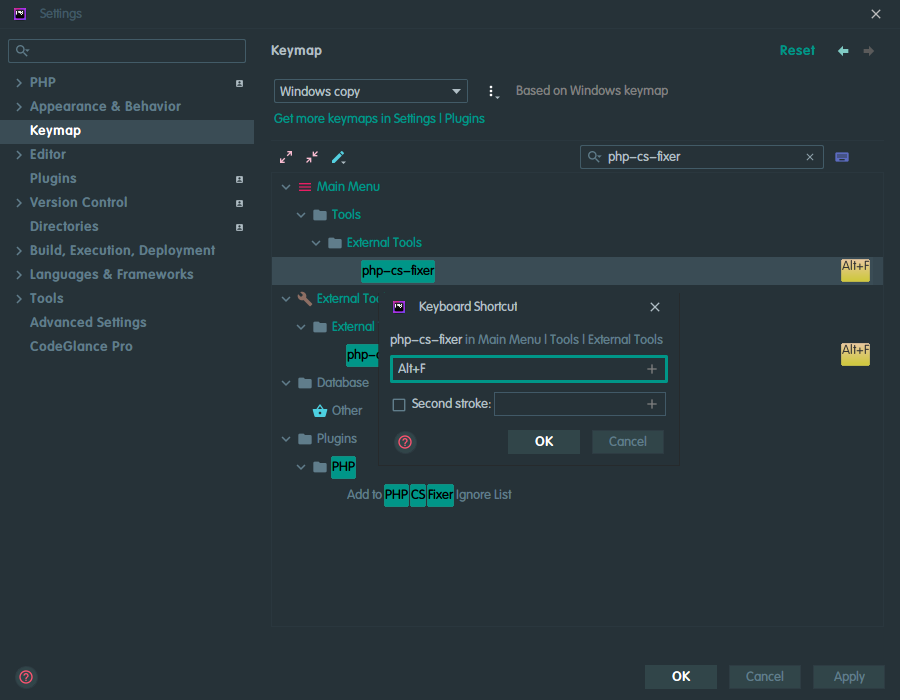 Settings
Keymap
Reset
PHP
Appearance & Behavior
Keymap
Editor
Plugins
Version Control
Directories
Build, Execution, Deployment
Languages & Frameworks
Tools
Advanced Settings
CodeGlance Pro
Windows copy
Based on Windows keymap
Get more keymaps in Settings | Plugins
php-cs-fixer
Main Menu
Tools
External Tools
php-cs-fixer Alt+F
External Too
External
php-c Alt+F
Database
Other
Plugins
PHP
Add to PHP CS Fixer Ignore List
Keyboard Shortcut
php-cs-fixer in Main Menu | Tools | External Tools
Alt+F
Second stroke:
OK Cancel
OK Cancel Apply